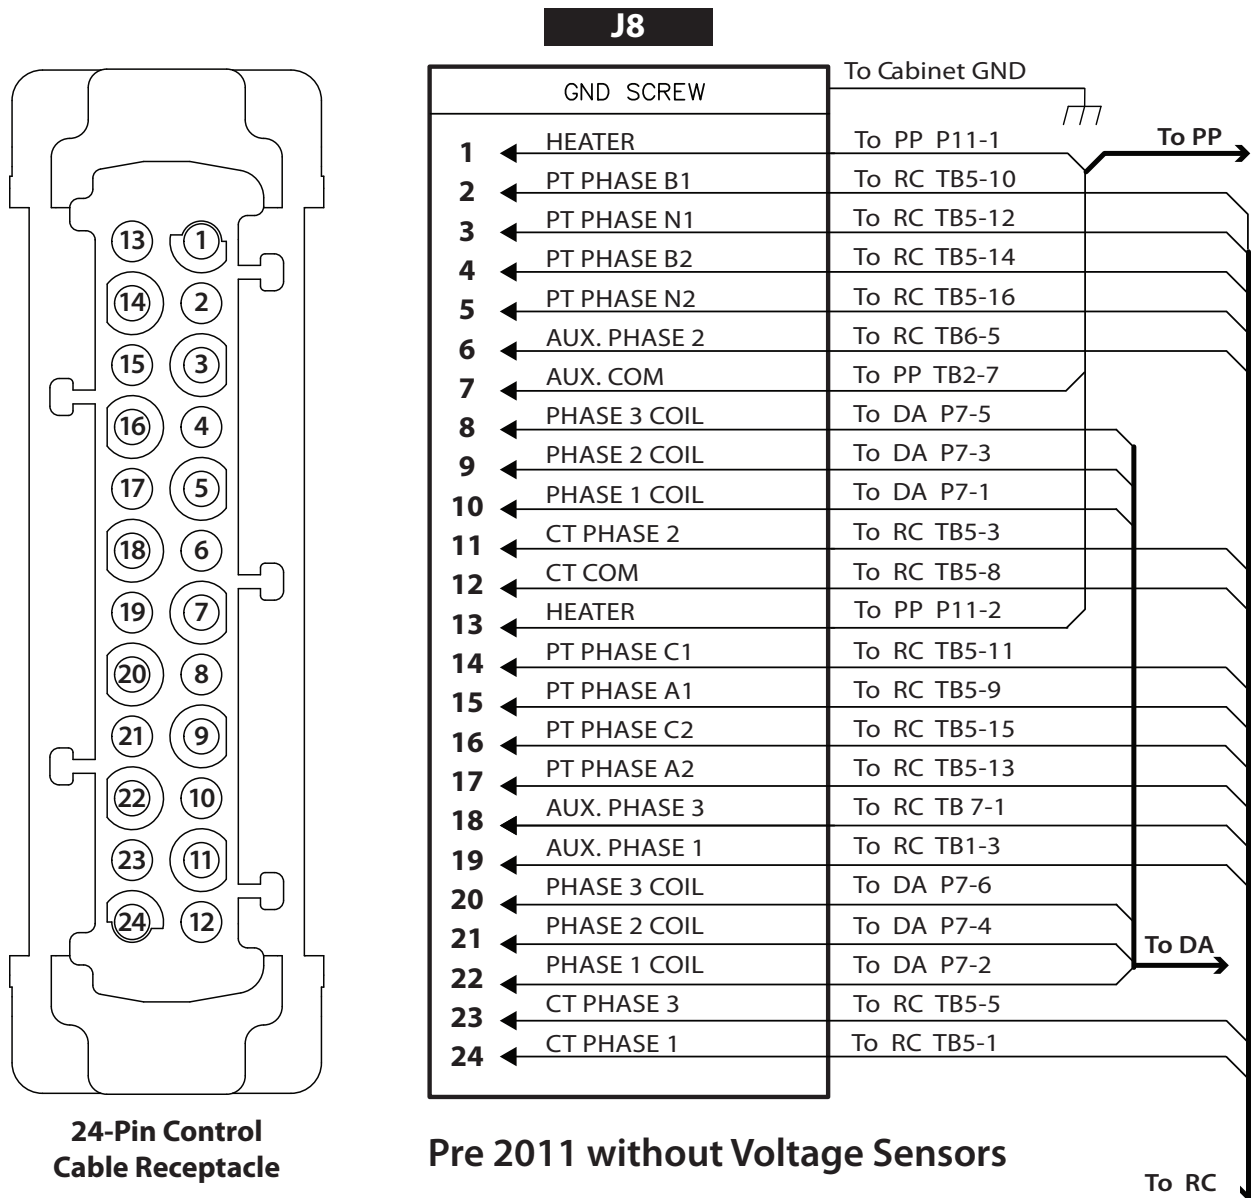 J8
To Cabinet GND
GND SCREW
To PP
1 HEATER To PP P11-1
2 PT PHASE B1 To RC TB5-10
3 PT PHASE N1 To RC TB5-12
4 PT PHASE B2 To RC TB5-14
5 PT PHASE N2 To RC TB5-16
6 AUX. PHASE 2 To RC TB6-5
7 AUX. COM To PP TB2-7
8 PHASE 3 COIL To DA P7-5
9 PHASE 2 COIL To DA P7-3
10 PHASE 1 COIL To DA P7-1
11 CT PHASE 2 To RC TB5-3
12 CT COM To RC TB5-8
13 HEATER To PP P11-2
14 PT PHASE C1 To RC TB5-11
15 PT PHASE A1 To RC TB5-9
16 PT PHASE C2 To RC TB5-15
17 PT PHASE A2 To RC TB5-13
18 AUX. PHASE 3 To RC TB 7-1
19 AUX. PHASE 1 To RC TB1-3
20 PHASE 3 COIL To DA P7-6
21 PHASE 2 COIL To DA P7-4
To DA
22 PHASE 1 COIL To DA P7-2
23 CT PHASE 3 To RC TB5-5
24 CT PHASE 1 To RC TB5-1
13 1
14 2
15 3
16 4
17 5
18 6
19 7
20 8
21 9
22 10
23 11
24 12
24-Pin Control
Cable Receptacle
Pre 2011 without Voltage Sensors
To RC